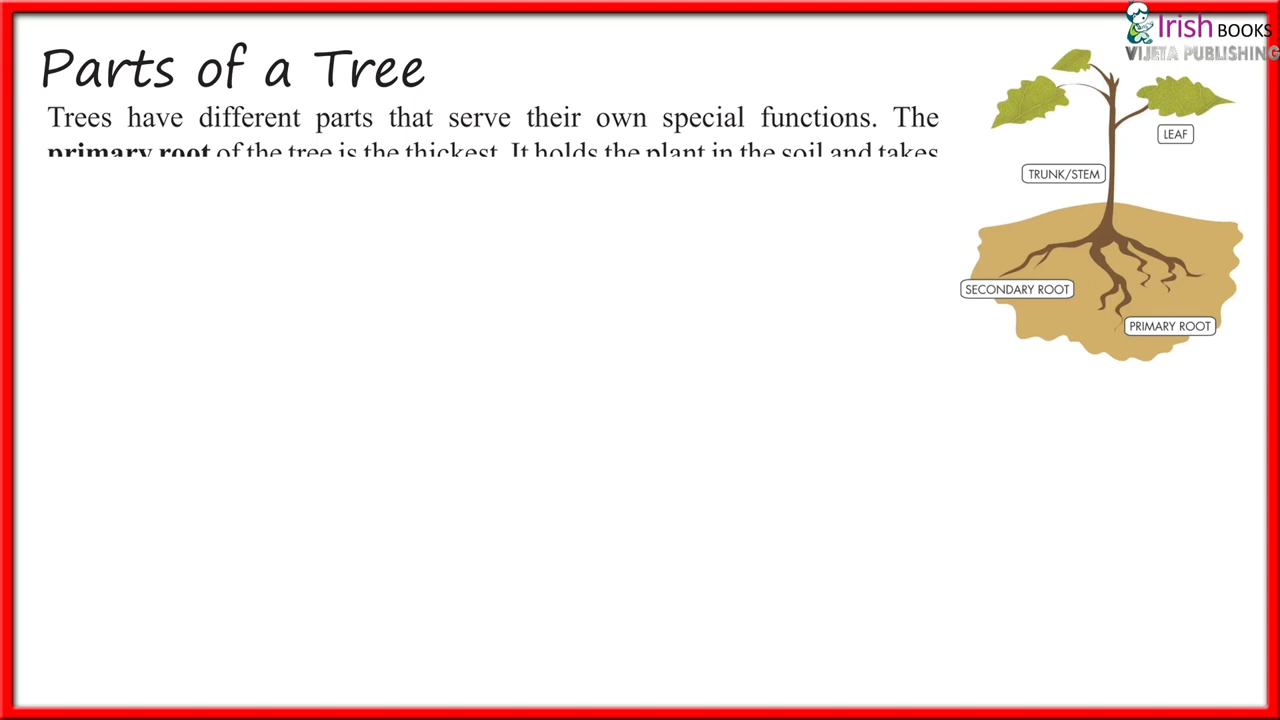 Irish BOOKS
VIJETA PUBLISHING
Parts of a Tree
Trees have different parts that serve their own special functions. The
primary root of the tree is the thickest. It holds the plant in the soil and takes
LEAF
TRUNK/STEM
SECONDARY ROOT
PRIMARY ROOT